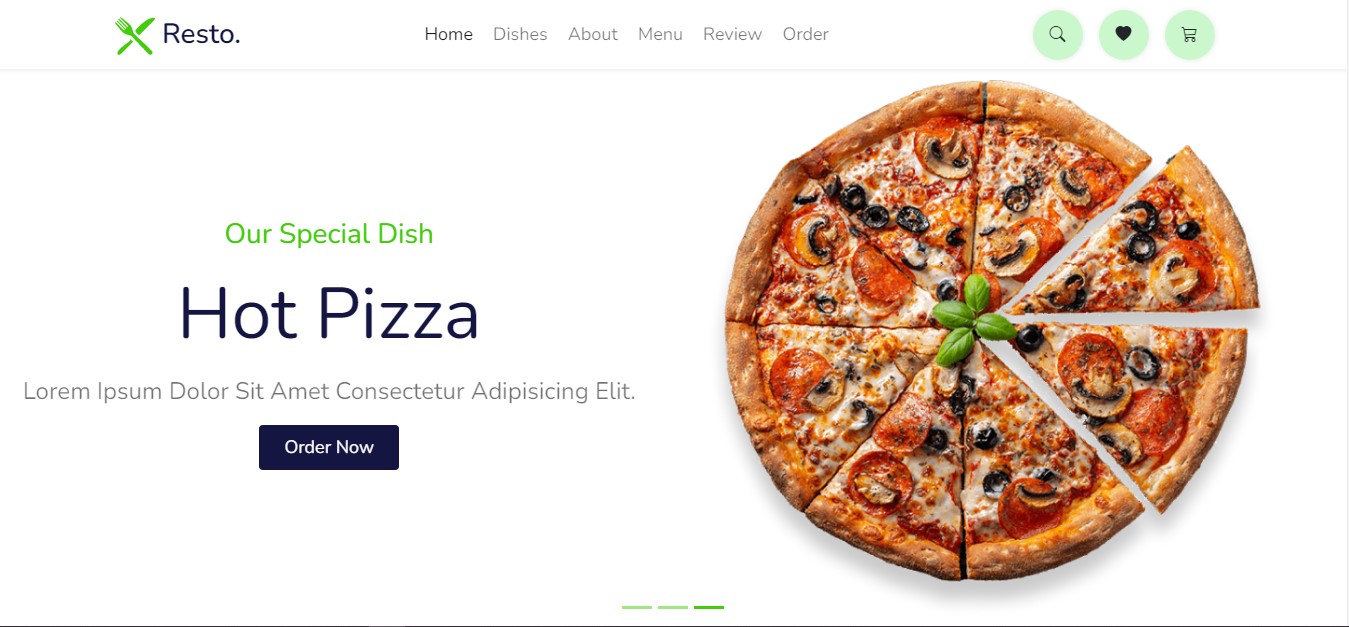 Resto.
Home Dishes About Menu Review Order
Our Special Dish
Hot Pizza
Lorem Ipsum Dolor Sit Amet Consectetur Adipisicing Elit.
Order Now